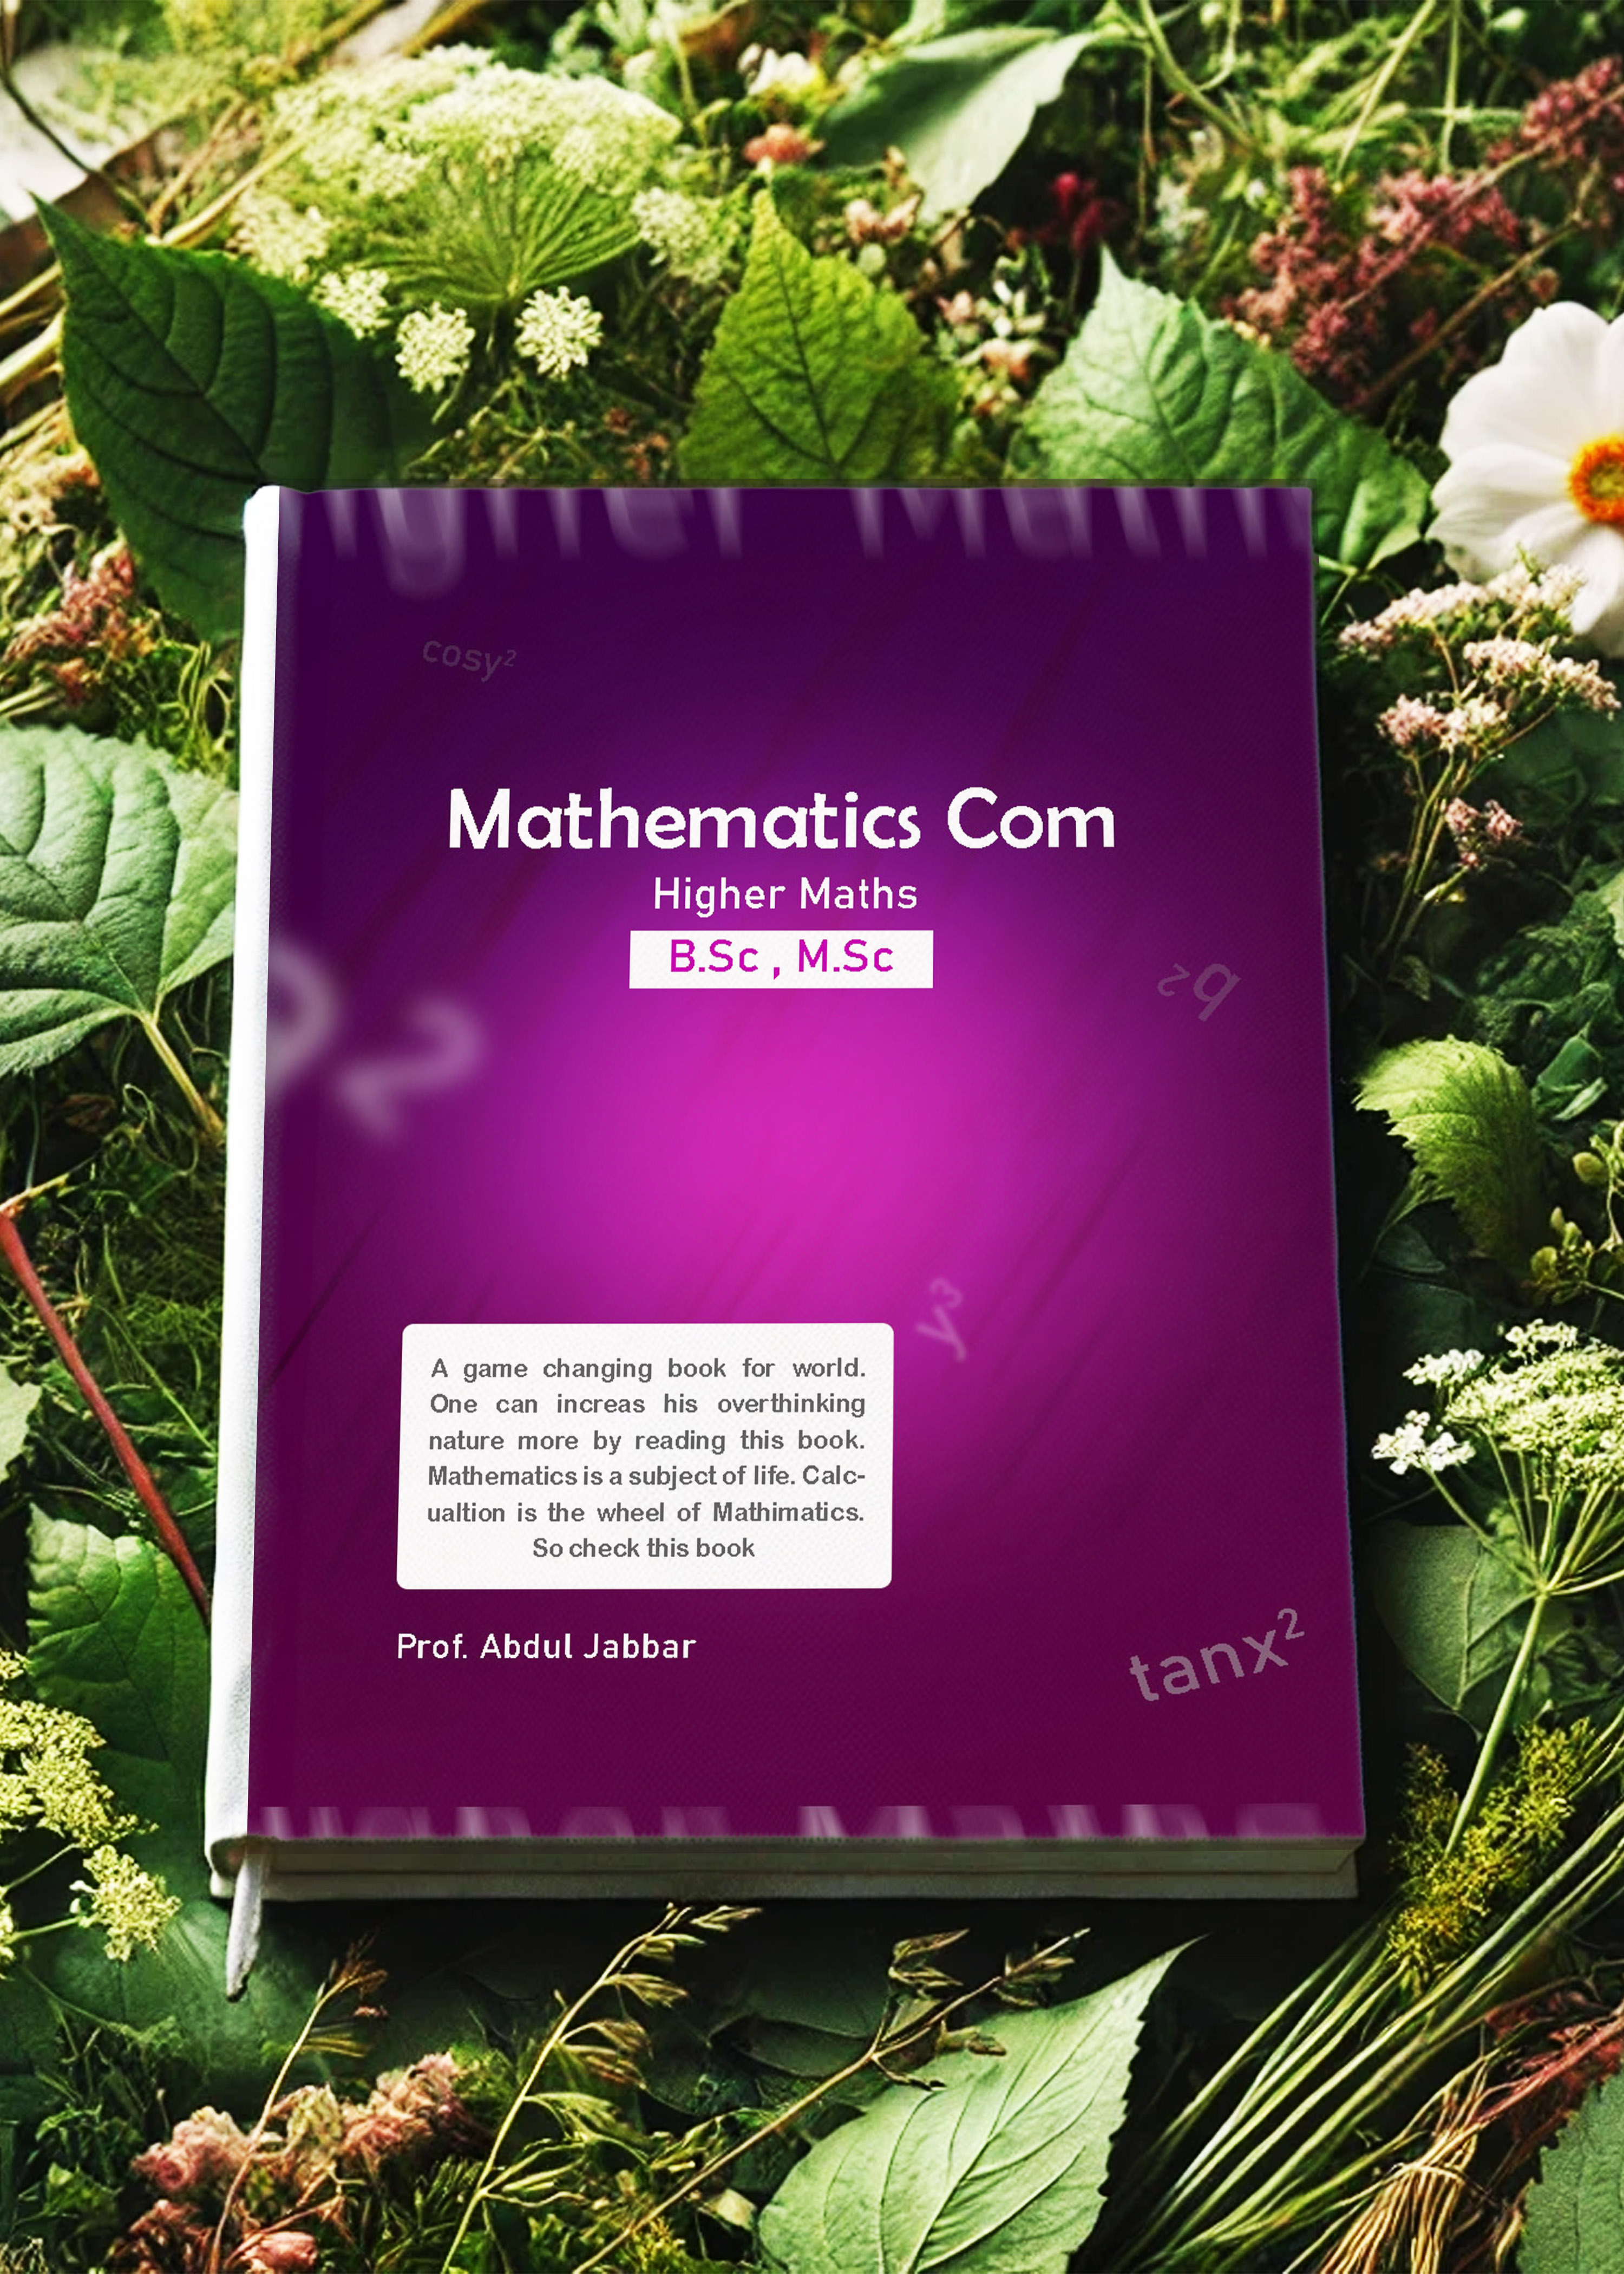 cosy²
Mathematics Com
Higher Maths
B.Sc , M.Sc
b²
y³
A game changing book for world.
One can increas his overthinking
nature more by reading this book.
Mathematics is a subject of life. Calc-
ualtion is the wheel of Mathimatics.
So check this book
Prof. Abdul Jabbar
tanx²